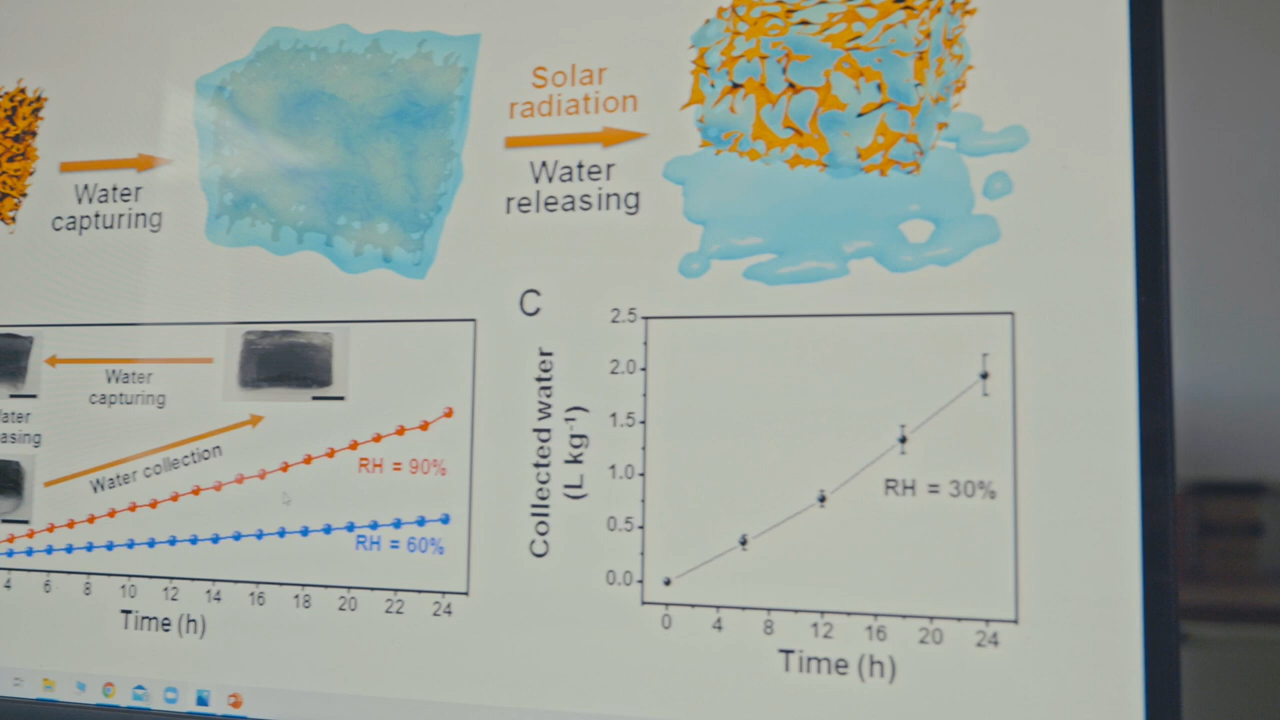 Water
capturing
Solar
radiation
Water
releasing
Water
capturing
Water collection
RH = 90%
RH = 60%
4 6 8 10 12 14 16 18 20 22 24
Time (h)
C
2.5
2.0
1.5
1.0
0.5
0.0
Collected water
(L kg⁻¹)
RH = 30%
0 4 8 12 16 20 24
Time (h)